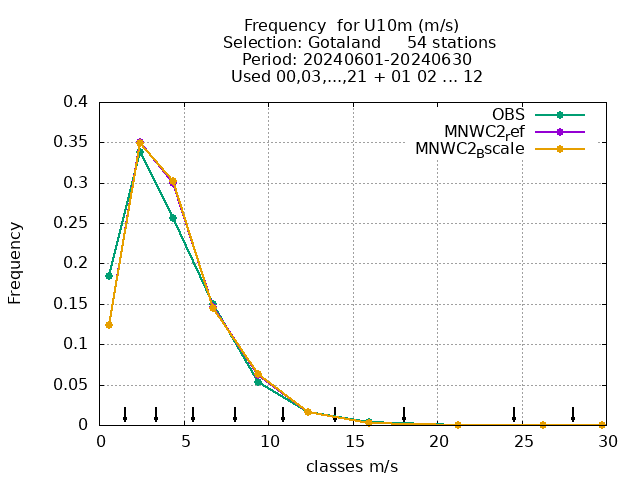 Frequency  for U10m (m/s)
Selection: Gotaland     54 stations
Period: 20240601-20240630
Used 00,03,...,21 + 01 02 ... 12
OBS
MNWC2ref
MNWC2Bscale
Frequency
0.4
0.35
0.3
0.25
0.2
0.15
0.1
0.05
0
0 5 10 15 20 25 30
classes m/s